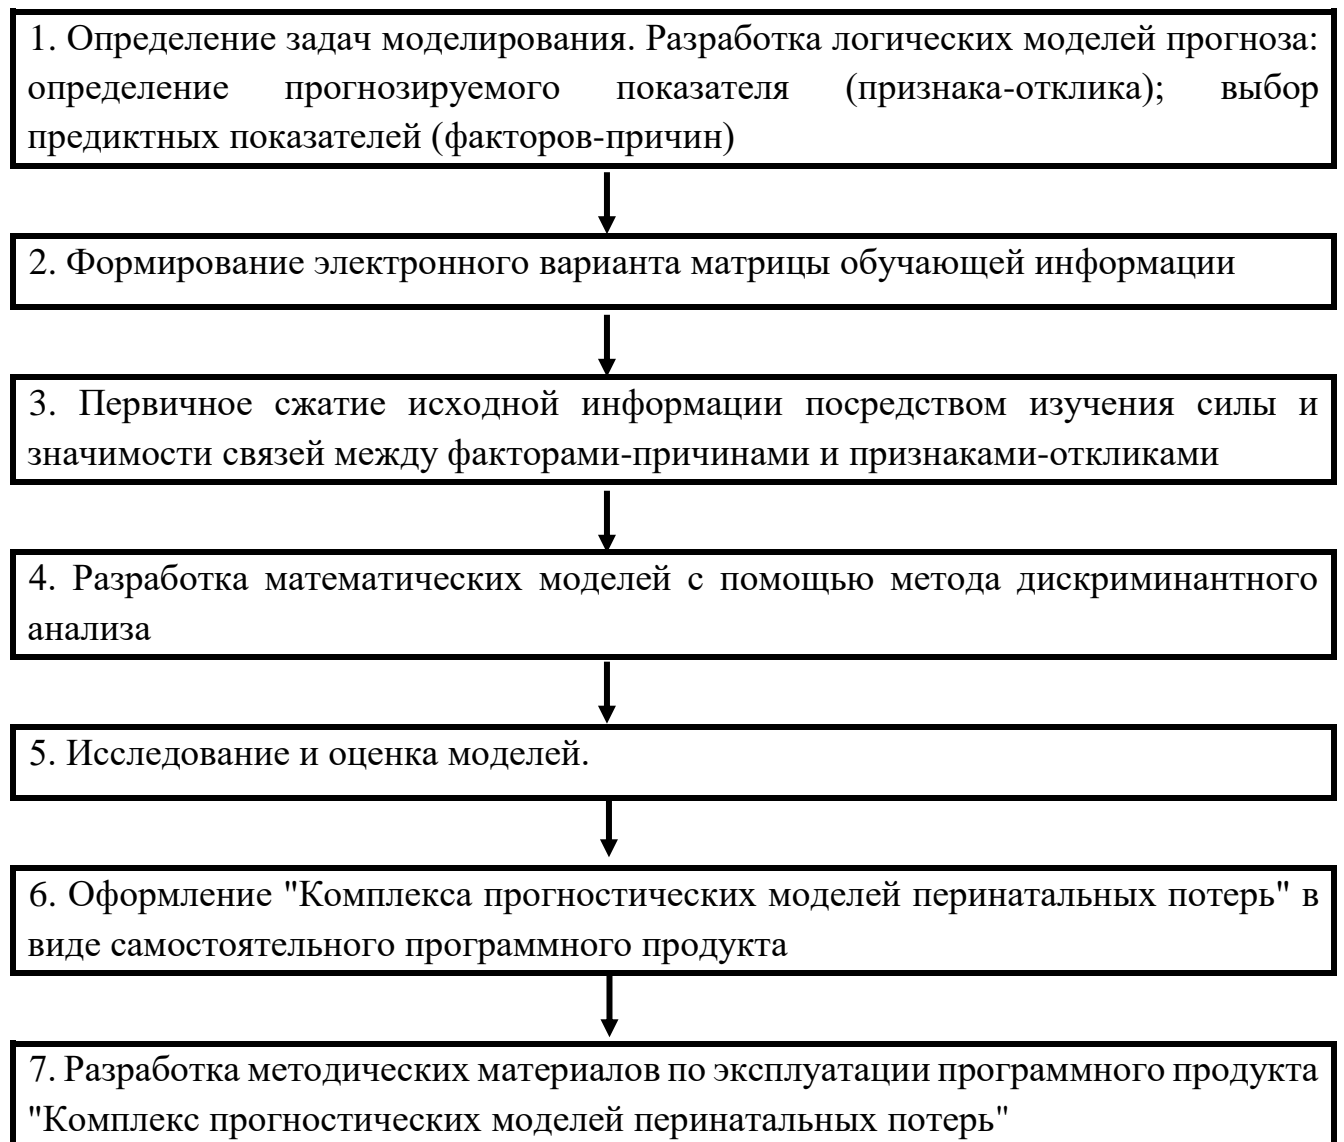 1. Определение задач моделирования. Разработка логических моделей прогноза:
определение прогнозируемого показателя (признака-отклика); выбор
предиктных показателей (факторов-причин)
2. Формирование электронного варианта матрицы обучающей информации
3. Первичное сжатие исходной информации посредством изучения силы и
значимости связей между факторами-причинами и признаками-откликами
4. Разработка математических моделей с помощью метода дискриминантного
анализа
5. Исследование и оценка моделей.
6. Оформление "Комплекса прогностических моделей перинатальных потерь" в
виде самостоятельного программного продукта
7. Разработка методических материалов по эксплуатации программного продукта
"Комплекс прогностических моделей перинатальных потерь"